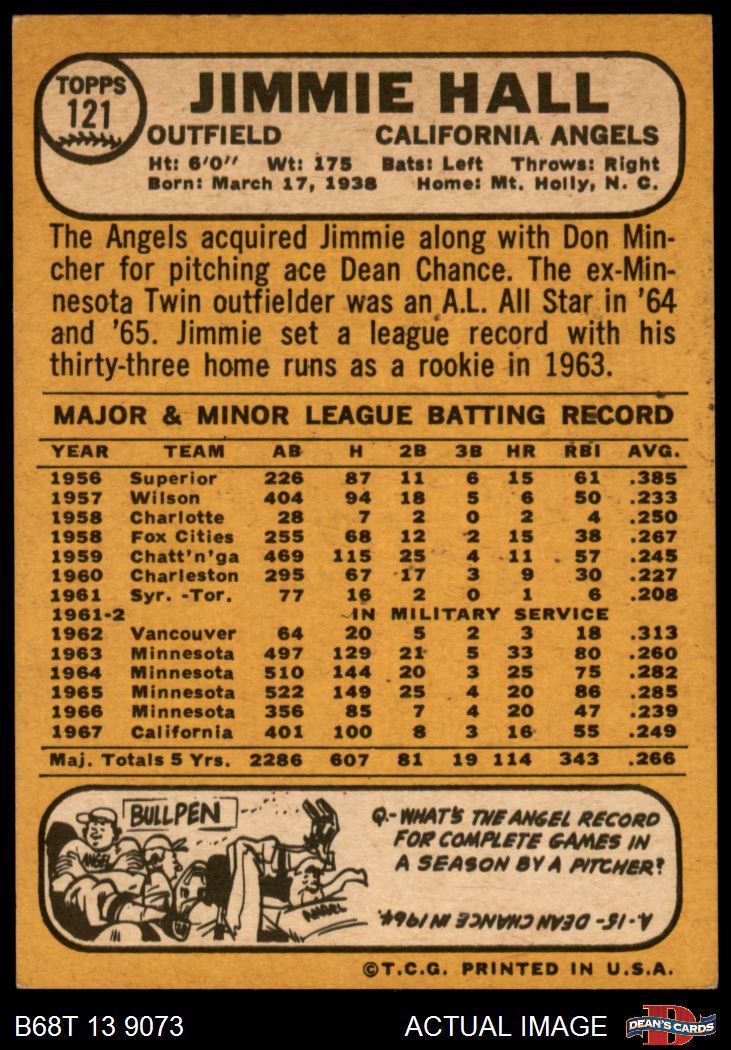 TOPPS
121
JIMMIE HALL
OUTFIELD CALIFORNIA ANGELS
Ht: 6'0" Wt: 175 Bats: Left Throws: Right
Born: March 17, 1938 Home: Mt. Holly, N. C.
The Angels acquired Jimmie along with Don Min-
cher for pitching ace Dean Chance. The ex-Min-
nesota Twin outfielder was an A.L. All Star in '64
and '65. Jimmie set a league record with his
thirty-three home runs as a rookie in 1963.
MAJOR & MINOR LEAGUE BATTING RECORD
YEAR TEAM AB H 2B 3B HR RBI AVG.
1956 Superior 226 87 11 6 15 61 .385
1957 Wilson 404 94 18 5 6 50 .233
1958 Charlotte 28 7 2 0 2 4 .250
1958 Fox Cities 255 68 12 2 15 38 .267
1959 Chatt'n'ga 469 115 25 4 11 57 .245
1960 Charleston 295 67 17 3 9 30 .227
1961 Syr. -Tor. 77 16 2 0 1 6 .208
1961-2 IN MILITARY SERVICE
1962 Vancouver 64 20 5 2 3 18 .313
1963 Minnesota 497 129 21 5 33 80 .260
1964 Minnesota 510 144 20 3 25 75 .282
1965 Minnesota 522 149 25 4 20 86 .285
1966 Minnesota 356 85 7 4 20 47 .239
1967 California 401 100 8 3 16 55 .249
Maj. Totals 5 Yrs. 2286 607 81 19 114 343 .266
BULLPEN
ANGEL
ANGEL
Q.- WHAT'S THE ANGEL RECORD
FOR COMPLETE GAMES IN
A SEASON BY A PITCHER?
A.-15- DEAN CHANCE IN 1964.
©T.C.G. PRINTED IN U.S.A.
B68T 13 9073 ACTUAL IMAGE
D
DEAN'S CARDS